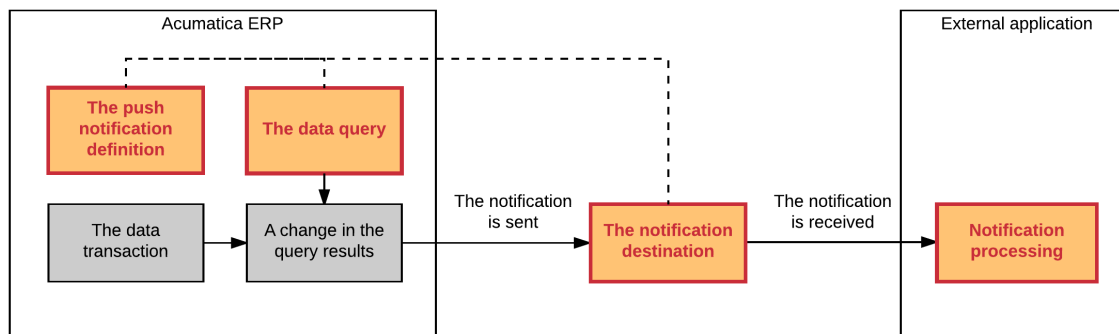 Acumatica ERP
External application
The push
notification
definition
The data query
The notification
is sent
The notification
is received
The data
transaction
A change in the
query results
The notification
destination
Notification
processing